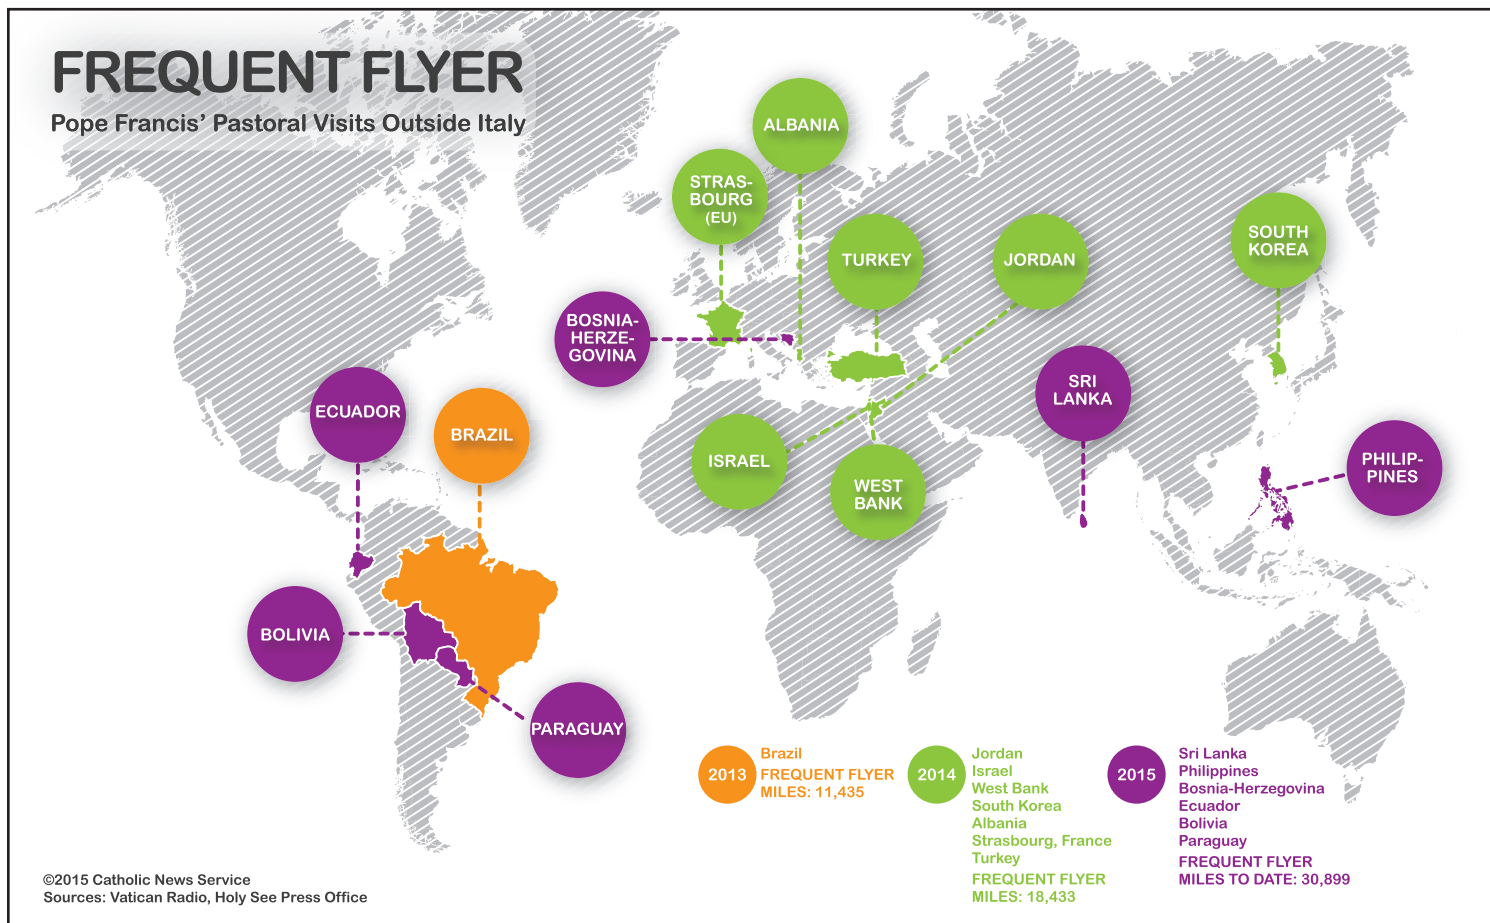 FREQUENT FLYER
Pope Francis’ Pastoral Visits Outside Italy
ALBANIA
STRAS-
BOURG
(EU)
TURKEY
JORDAN
SOUTH
KOREA
BOSNIA-
HERZE-
GOVINA
ECUADOR
BRAZIL
SRI
LANKA
ISRAEL
WEST
BANK
PHILIP-
PINES
BOLIVIA
PARAGUAY
2013
Brazil
FREQUENT FLYER
MILES: 11,435
2014
Jordan
Israel
West Bank
South Korea
Albania
Strasbourg, France
Turkey
FREQUENT FLYER
MILES: 18,433
2015
Sri Lanka
Philippines
Bosnia-Herzegovina
Ecuador
Bolivia
Paraguay
FREQUENT FLYER
MILES TO DATE: 30,899
©2015 Catholic News Service
Sources: Vatican Radio, Holy See Press Office